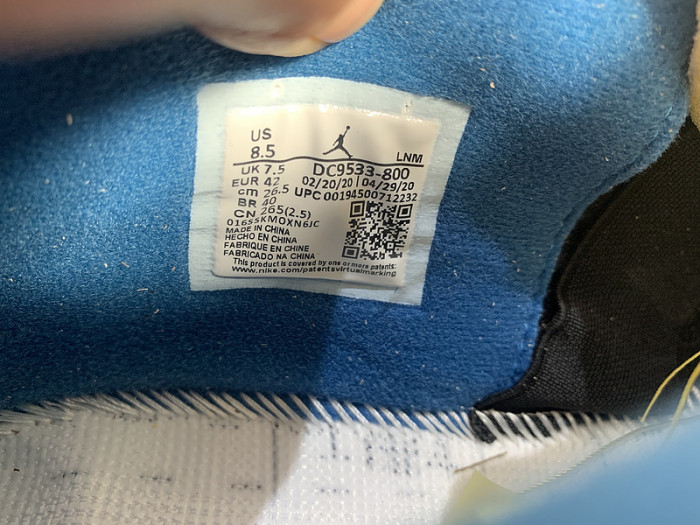 US
8.5
LNM
UK 7.5
DC9533-800
EUR 42
02/20/20 | 04/29/20
cm 26.5
UPC 00194500712232
BR 40
CN 265(2.5)
016SSKMOXN6JC
MADE IN CHINA
HECHO EN CHINA
FABRIQUE EN CHINE
FABRICADO NA CHINA
This product is covered by one or more patents:
www.nike.com/patentsvirtualmarking